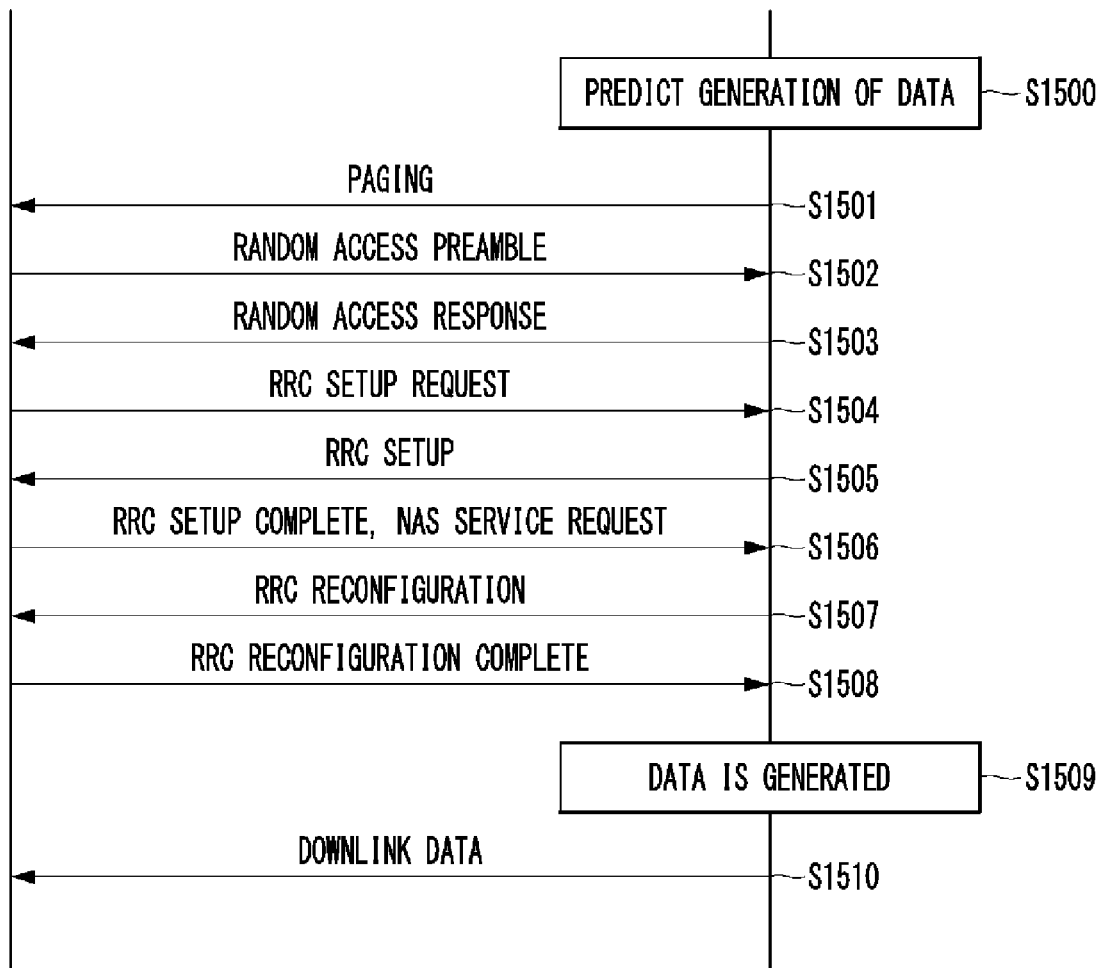 PREDICT GENERATION OF DATA S1500
PAGING
S1501
RANDOM ACCESS PREAMBLE
S1502
RANDOM ACCESS RESPONSE
S1503
RRC SETUP REQUEST
S1504
RRC SETUP
S1505
RRC SETUP COMPLETE, NAS SERVICE REQUEST
S1506
RRC RECONFIGURATION
S1507
RRC RECONFIGURATION COMPLETE
S1508
DATA IS GENERATED S1509
DOWNLINK DATA
S1510